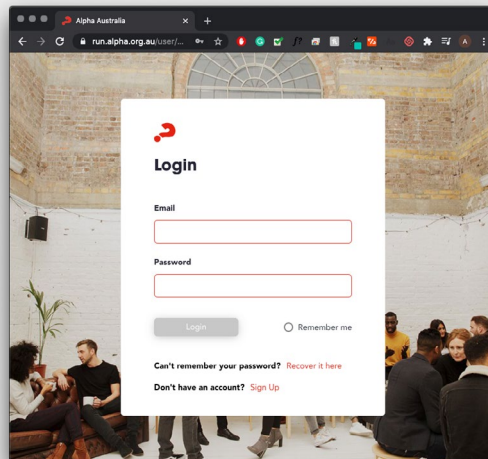 Alpha Australia
run.alpha.org.au/user/...
Login
Email
Password
Login
Remember me
Can't remember your password? Recover it here
Don't have an account? Sign Up